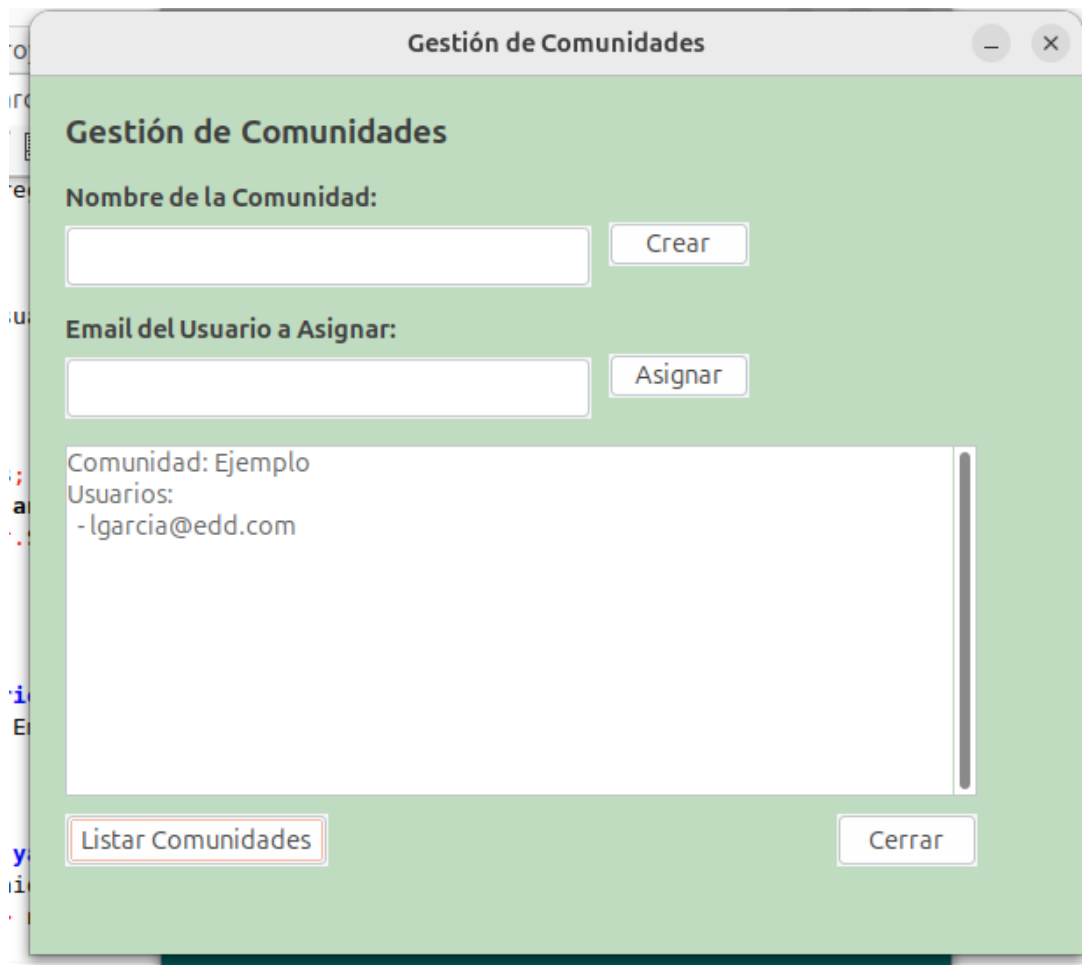 Gestión de Comunidades
Gestión de Comunidades
Nombre de la Comunidad:
Crear
Email del Usuario a Asignar:
Asignar
Comunidad: Ejemplo
Usuarios:
- lgarcia@edd.com
Listar Comunidades
Cerrar